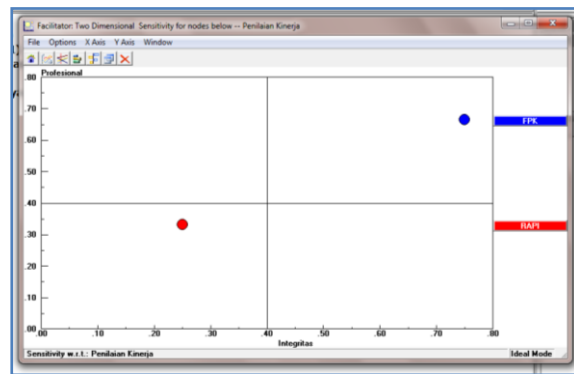 Facilitator: Two Dimensional Sensitivity for nodes below -- Penilaian Kinerja
File Options X Axis Y Axis Window
Profesional
.80
.70
.60
.50
.40
.30
.20
.10
.00
FPK
RAPI
.00 .10 .20 .30 .40 .50 .60 .70 .80
Integritas
Sensitivity w.r.t.: Penilaian Kinerja
Ideal Mode